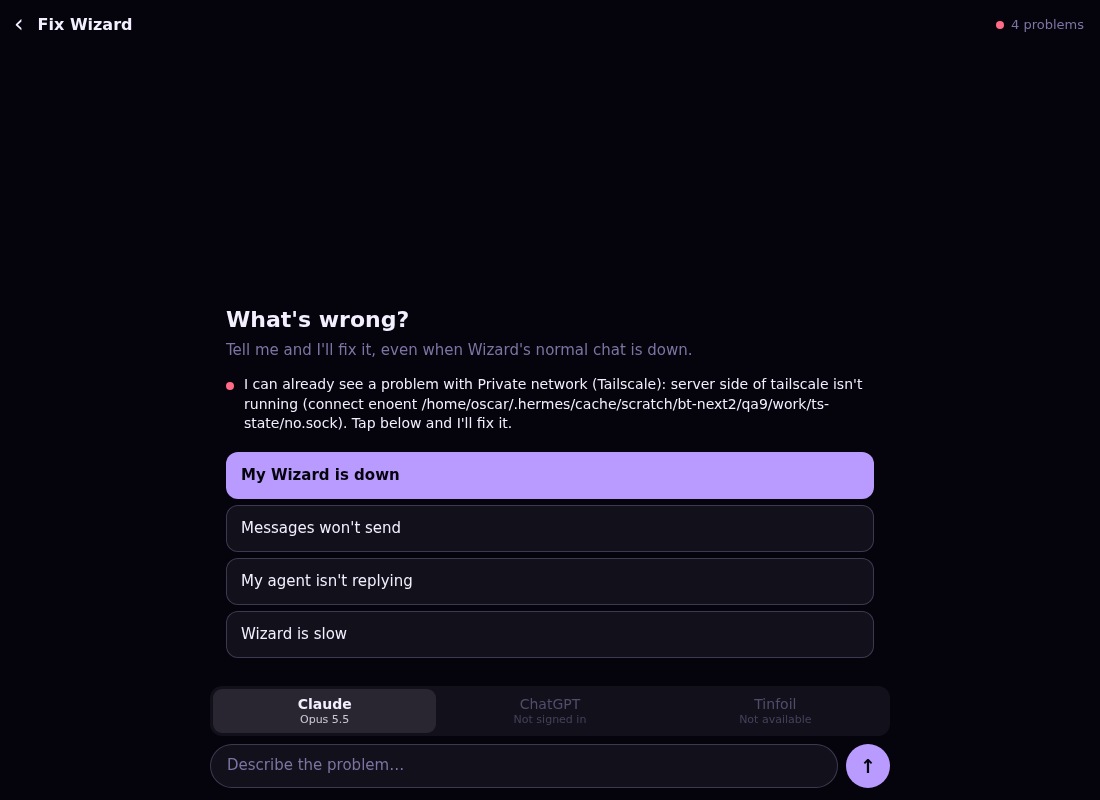 Fix Wizard
4 problems
What's wrong?
Tell me and I'll fix it, even when Wizard's normal chat is down.
I can already see a problem with Private network (Tailscale): server side of tailscale isn't
running (connect enoent /home/oscar/.hermes/cache/scratch/bt-next2/qa9/work/ts-
state/no.sock). Tap below and I'll fix it.
My Wizard is down
Messages won't send
My agent isn't replying
Wizard is slow
Claude
Opus 5.5
ChatGPT
Not signed in
Tinfoil
Not available
Describe the problem…